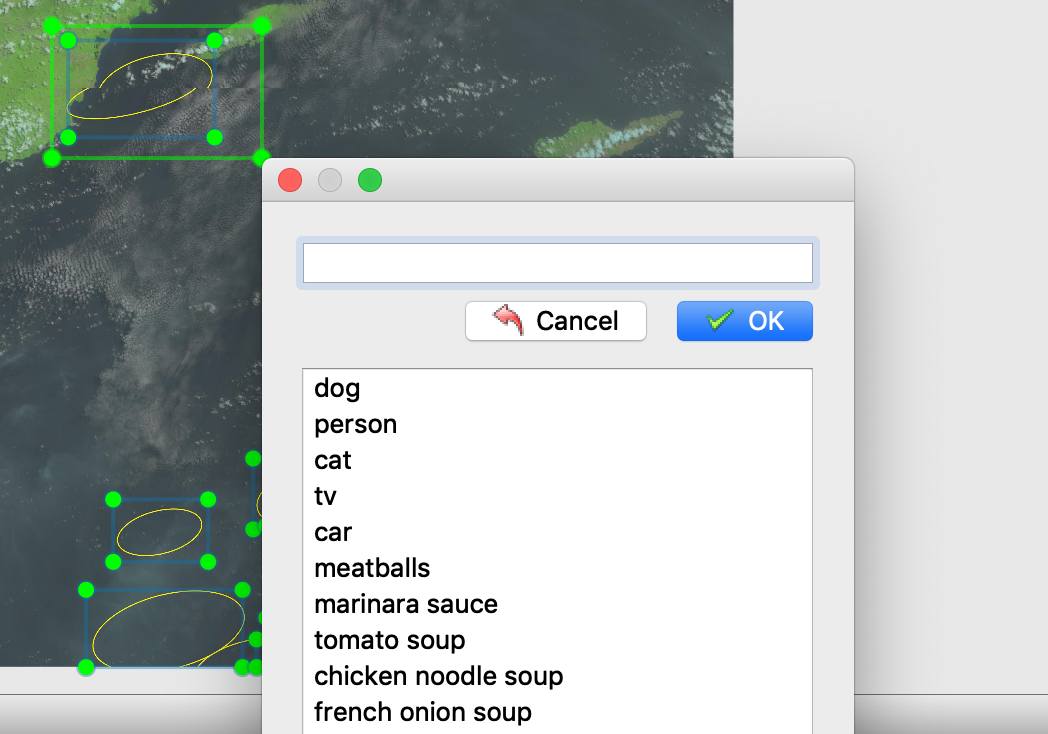 Cancel
OK
dog
person
cat
tv
car
meatballs
marinara sauce
tomato soup
chicken noodle soup
french onion soup